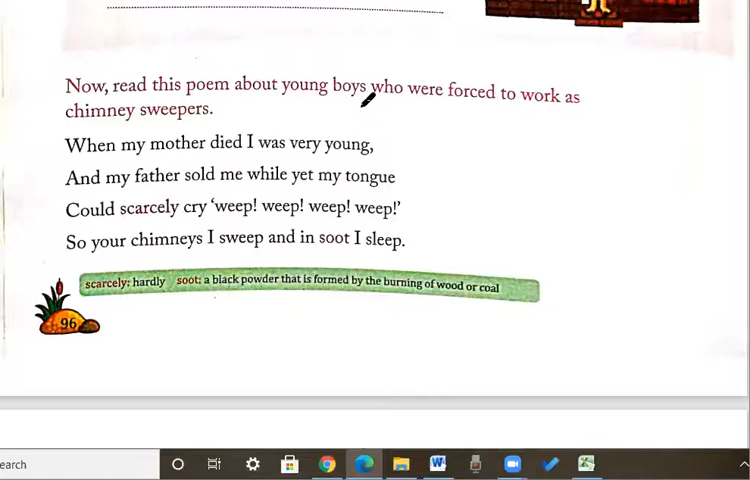 Now, read this poem about young boys who were forced to work as
chimney sweepers.
When my mother died I was very young,
And my father sold me while yet my tongue
Could scarcely cry ‘weep! weep! weep! weep!’
So your chimneys I sweep and in soot I sleep.
scarcely: hardly soot: a black powder that is formed by the burning of wood or coal
96
earch